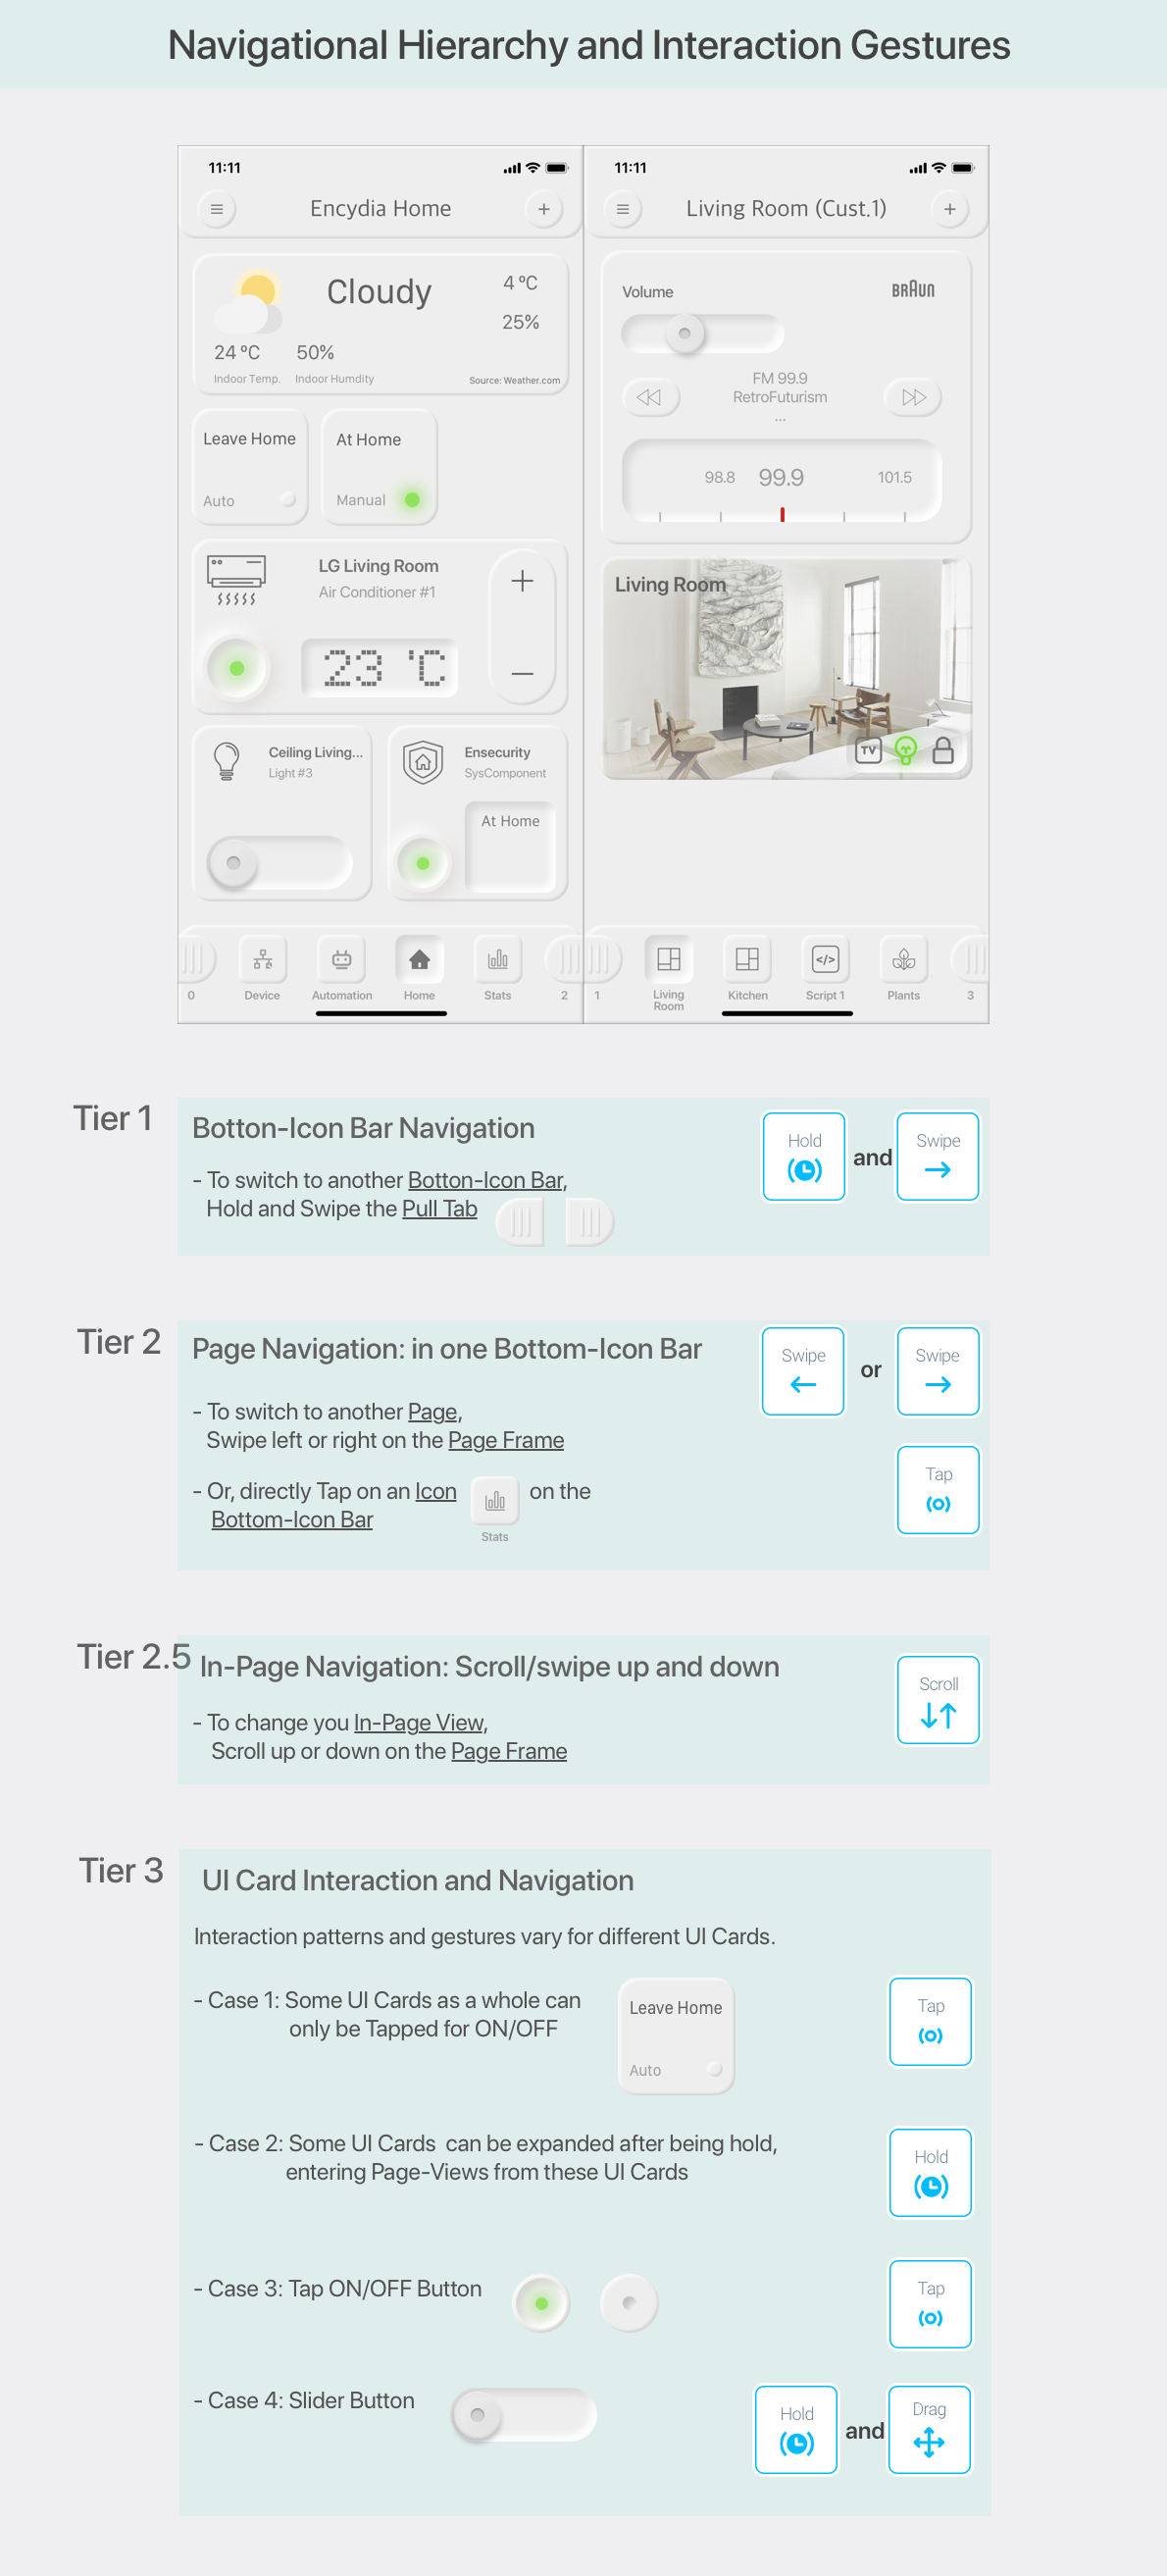 Navigational Hierarchy and Interaction Gestures
11:11
Encydia Home
Cloudy
4 ºC
25%
24 ºC
50%
Indoor Temp.
Indoor Humdity
Source: Weather.com
Leave Home
Auto
At Home
Manual
LG Living Room
Air Conditioner #1
+
23 °C
−
Ceiling Living...
Light #3
Ensecurity
SysComponent
At Home
0
Device
Automation
Home
Stats
2
11:11
Living Room (Cust.1)
Volume
BRAUN
FM 99.9
RetroFuturism
...
98.8
99.9
101.5
Living Room
TV
1
Living
Room
Kitchen
</>
Script 1
Plants
3
Tier 1
Botton-Icon Bar Navigation
- To switch to another Botton-Icon Bar,
Hold and Swipe the Pull Tab
Hold
and
Swipe
Tier 2
Page Navigation: in one Bottom-Icon Bar
Swipe
or
Swipe
- To switch to another Page,
Swipe left or right on the Page Frame
- Or, directly Tap on an Icon on the
Bottom-Icon Bar
Stats
Tap
Tier 2.5
In-Page Navigation: Scroll/swipe up and down
- To change you In-Page View,
Scroll up or down on the Page Frame
Scroll
Tier 3
UI Card Interaction and Navigation
Interaction patterns and gestures vary for different UI Cards.
- Case 1: Some UI Cards as a whole can
only be Tapped for ON/OFF
Leave Home
Auto
Tap
- Case 2: Some UI Cards can be expanded after being hold,
entering Page-Views from these UI Cards
Hold
- Case 3: Tap ON/OFF Button
Tap
- Case 4: Slider Button
Hold
and
Drag